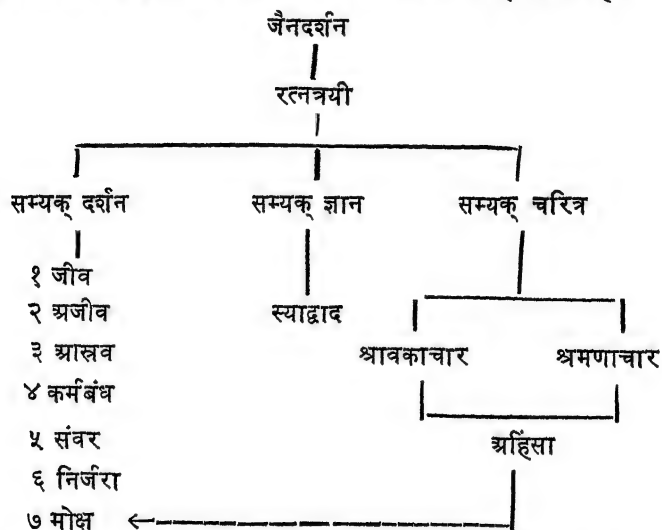 जैनदर्शन
रत्नत्रयी
सम्यक् दर्शन सम्यक् ज्ञान सम्यक् चरित्र
१ जीव
२ अजीव स्याद्वाद
३ आस्रव श्रावकाचार श्रमणाचार
४ कर्मबंध
५ संवर अहिंसा
६ निर्जरा
७ मोक्ष